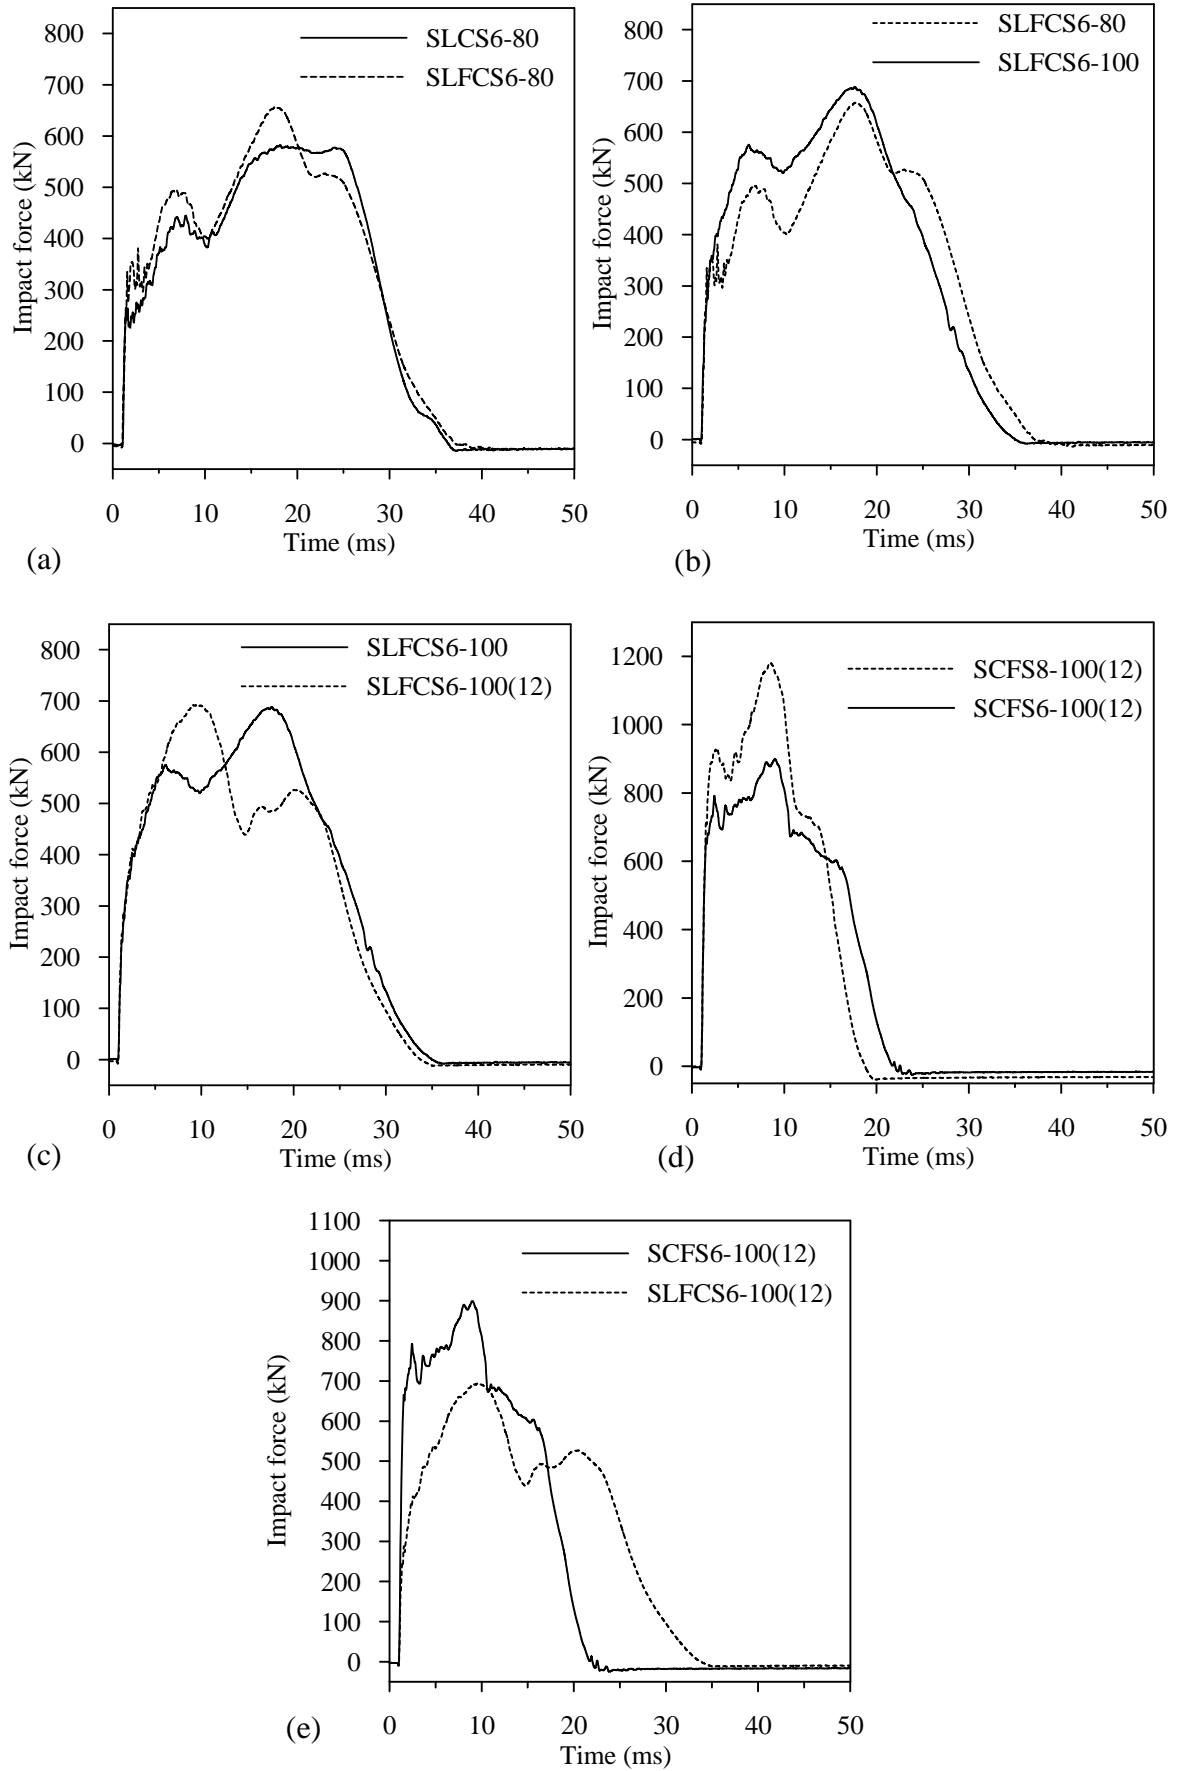 800
700
600
500
400
300
200
100
0
Impact force (kN)
SLCS6-80
SLFCS6-80
0 10 20 30 40 50
Time (ms)
(a)
800
700
600
500
400
300
200
100
0
Impact force (kN)
SLFCS6-80
SLFCS6-100
0 10 20 30 40 50
Time (ms)
(b)
800
700
600
500
400
300
200
100
0
Impact force (kN)
SLFCS6-100
SLFCS6-100(12)
0 10 20 30 40 50
Time (ms)
(c)
1200
1000
800
600
400
200
0
Impact force (kN)
SCFS8-100(12)
SCFS6-100(12)
0 10 20 30 40 50
Time (ms)
(d)
1100
1000
900
800
700
600
500
400
300
200
100
0
Impact force (kN)
SCFS6-100(12)
SLFCS6-100(12)
0 10 20 30 40 50
Time (ms)
(e)